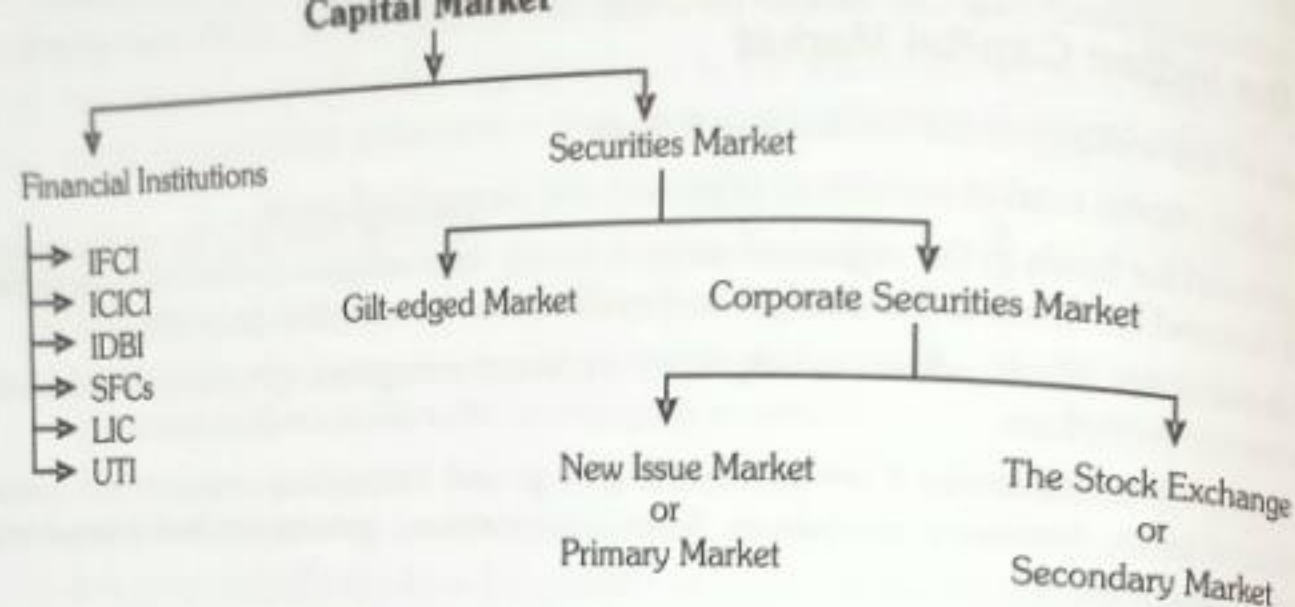 Capital Market
Financial Institutions
IFCI
ICICI
IDBI
SFCs
LIC
UTI
Securities Market
Gilt-edged Market
Corporate Securities Market
New Issue Market
or
Primary Market
The Stock Exchange
or
Secondary Market